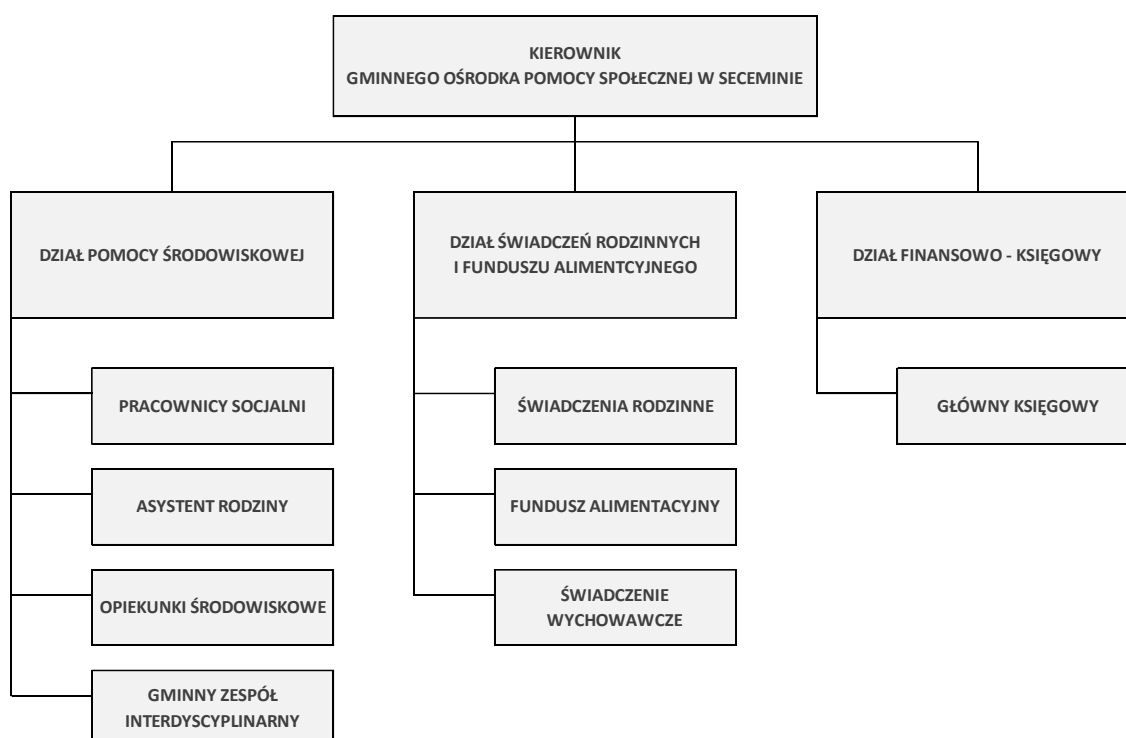 KIEROWNIK
GMINNEGO OŚRODKA POMOCY SPOŁECZNEJ W SECEMINIE
DZIAŁ POMOCY ŚRODOWISKOWEJ
DZIAŁ ŚWIADCZEŃ RODZINNYCH
I FUNDUSZU ALIMENTCYJNEGO
DZIAŁ FINANSOWO - KSIĘGOWY
PRACOWNICY SOCJALNI
ŚWIADCZENIA RODZINNE
GŁÓWNY KSIĘGOWY
ASYSTENT RODZINY
FUNDUSZ ALIMENTACYJNY
OPIEKUNKI ŚRODOWISKOWE
ŚWIADCZENIE
WYCHOWAWCZE
GMINNY ZESPÓŁ
INTERDYSCYPLINARNY